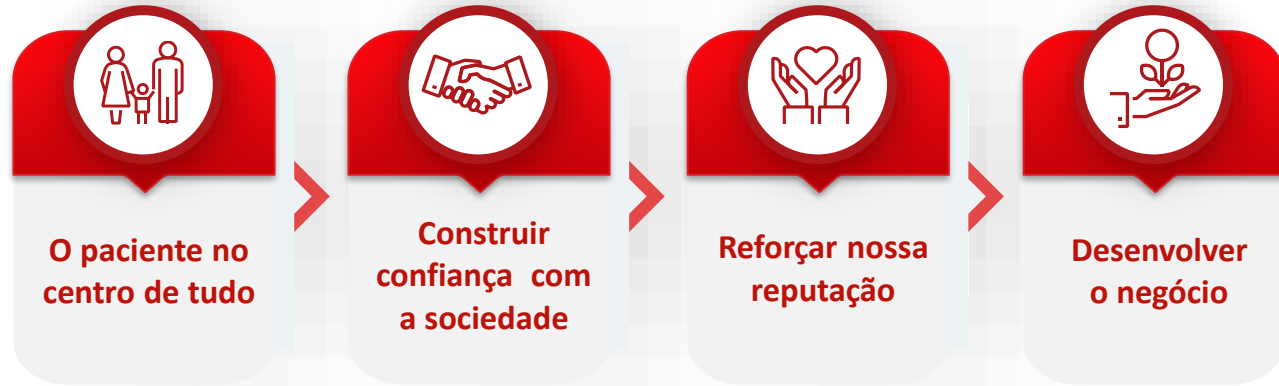 O paciente no
centro de tudo
Construir
confiança com
a sociedade
Reforçar nossa
reputação
Desenvolver
o negócio